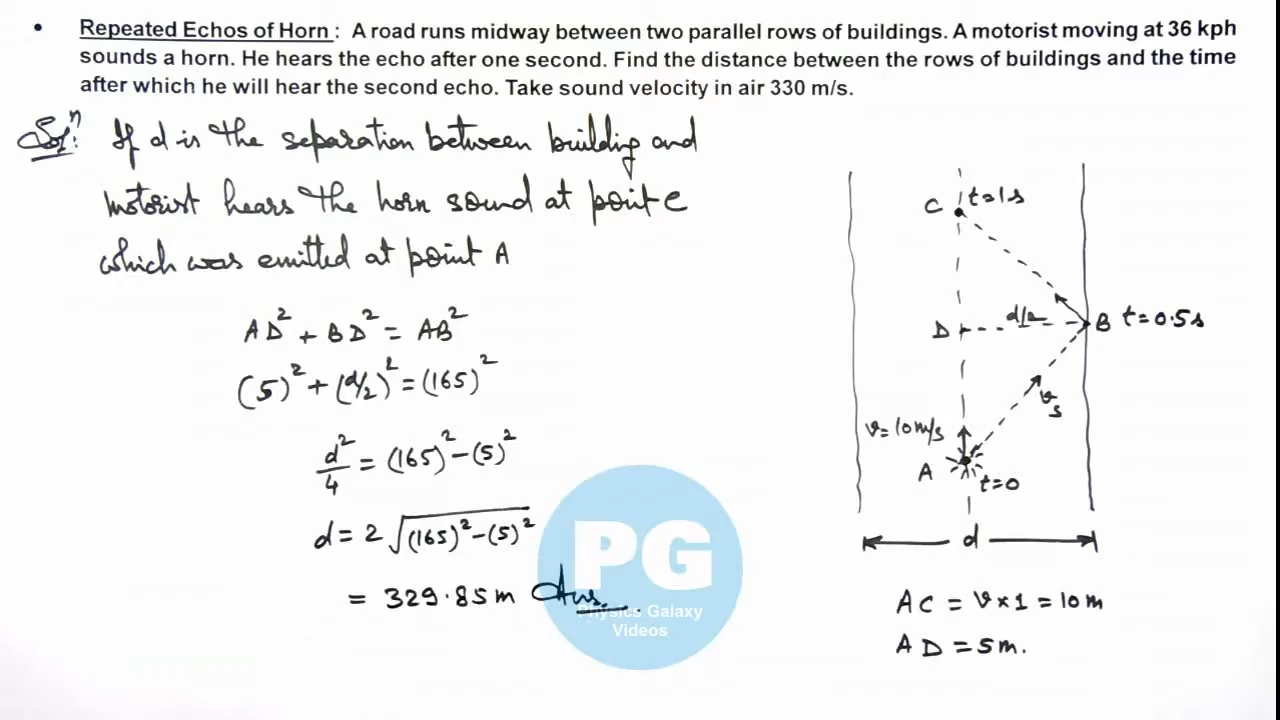 • Repeated Echos of Horn : A road runs midway between two parallel rows of buildings. A motorist moving at 36 kph
sounds a horn. He hears the echo after one second. Find the distance between the rows of buildings and the time
after which he will hear the second echo. Take sound velocity in air 330 m/s.
Solⁿ: If d is the separation between building and
motorist hears the horn sound at point C
which was emitted at point A
AD² + BD² = AB²
(5)² + (d/2)² = (165)²
d²/4 = (165)² - (5)²
d = 2 √(165)² - (5)²
= 329.85 m Ans.
PG
Physics Galaxy
Videos
C t=1s
D d/2 B t=0.5s
v=10m/s vs
A t=0
d
AC = v×1 = 10m
AD = 5m.